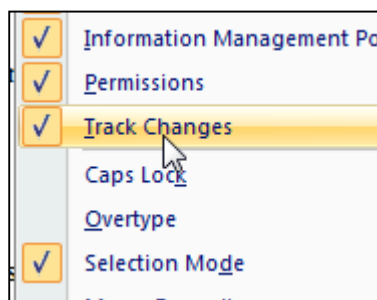 Information Management Po
Permissions
Track Changes
Caps Lock
Overtype
Selection Mode